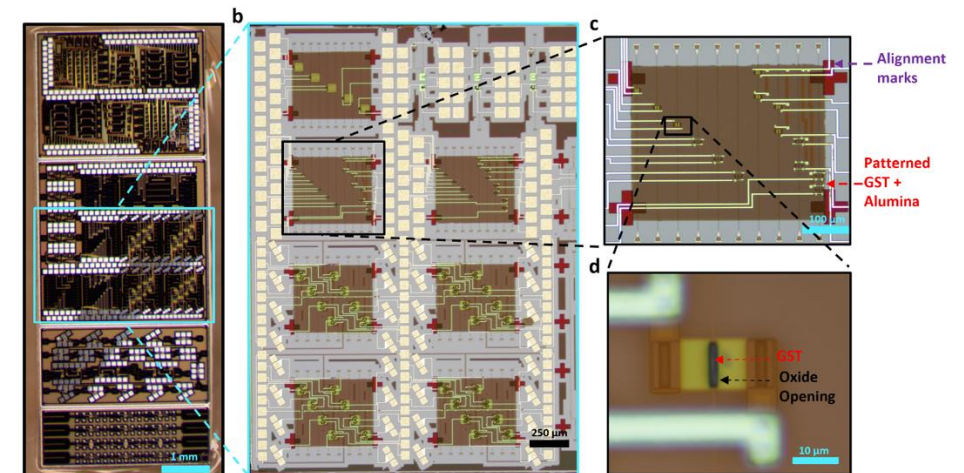 b
c
Alignment
marks
Patterned
GST +
Alumina
100 µm
d
GST
Oxide
Opening
1 mm
250 µm
10 µm